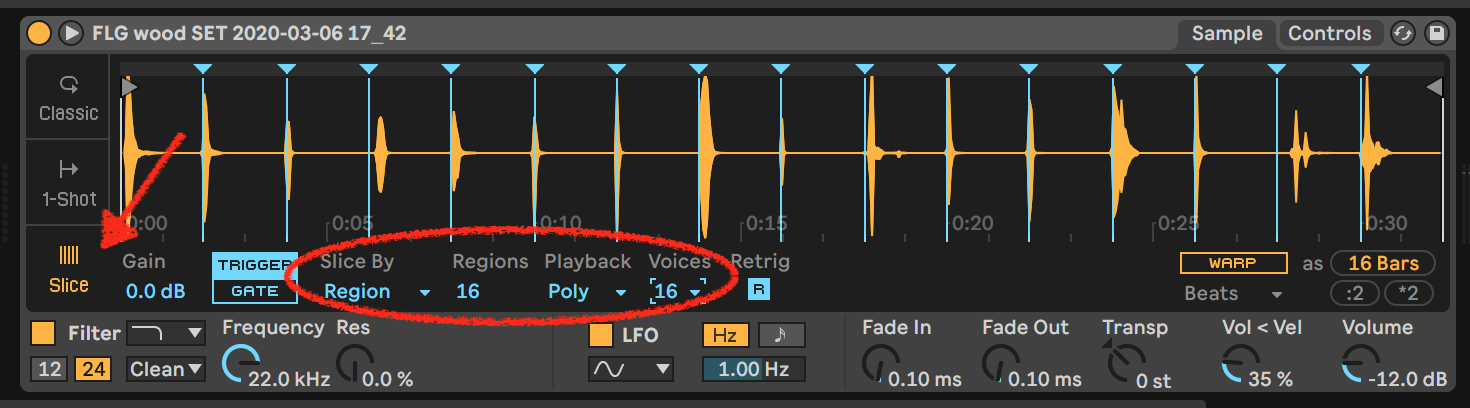 FLG wood SET 2020-03-06 17_42 Sample Controls
Classic
1-Shot
Slice
0:00 0:05 0:10 0:15 0:20 0:25 0:30
Gain TRIGGER Slice By Regions Playback Voices Retrig WARP as 16 Bars
0.0 dB GATE Region 16 Poly 16 R Beats :2 *2
Filter Frequency Res LFO Hz Fade In Fade Out Transp Vol < Vel Volume
12 24 Clean 22.0 kHz 0.0 % 1.00 Hz 0.10 ms 0.10 ms 0 st 35 % -12.0 dB